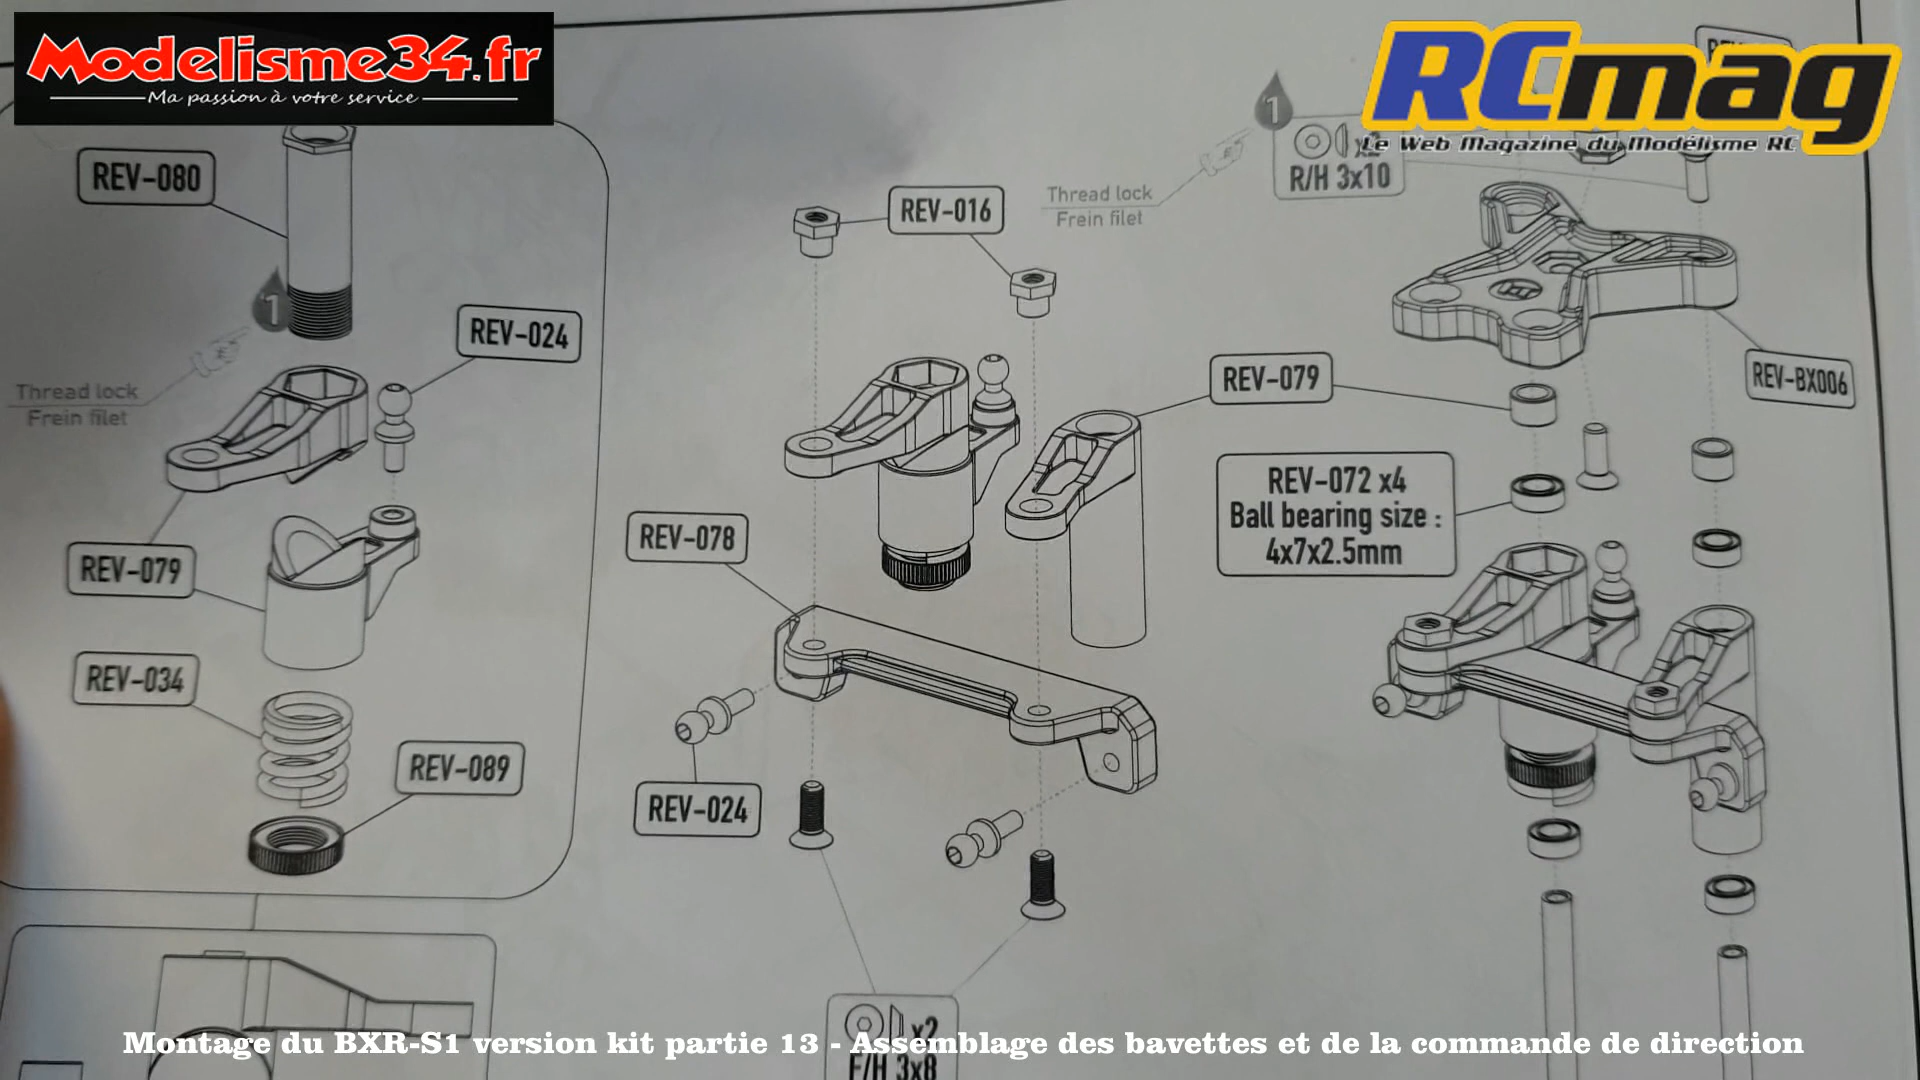 Modelisme34.fr
Ma passion à votre service
RCmag
Le Web Magazine du Modélisme RC
REV-080
REV-024
Thread lock
Frein filet
1
REV-079
REV-034
REV-089
REV-016
Thread lock
Frein filet
1
x2
R/H 3x10
REV-079
REV-BX006
REV-072 x4
Ball bearing size :
4x7x2.5mm
REV-078
REV-024
x2
F/H 3x8
Montage du BXR-S1 version kit partie 13 - Assemblage des bavettes et de la commande de direction